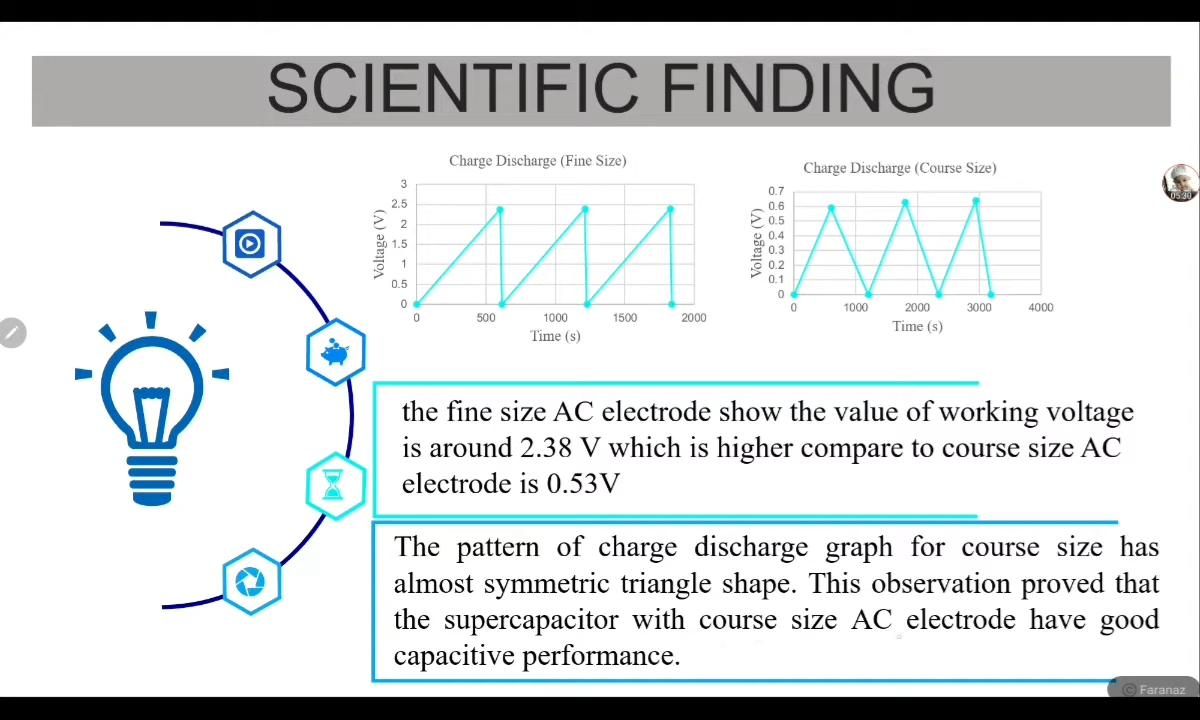 SCIENTIFIC FINDING
Charge Discharge (Fine Size)
Voltage (V)
3
2.5
2
1.5
1
0.5
0
0 500 1000 1500 2000
Time (s)
Charge Discharge (Course Size)
Voltage (V)
0.7
0.6
0.5
0.4
0.3
0.2
0.1
0
0 1000 2000 3000 4000
Time (s)
05:30
the fine size AC electrode show the value of working voltage
is around 2.38 V which is higher compare to course size AC
electrode is 0.53V
The pattern of charge discharge graph for course size has
almost symmetric triangle shape. This observation proved that
the supercapacitor with course size AC electrode have good
capacitive performance.
© Faranaz